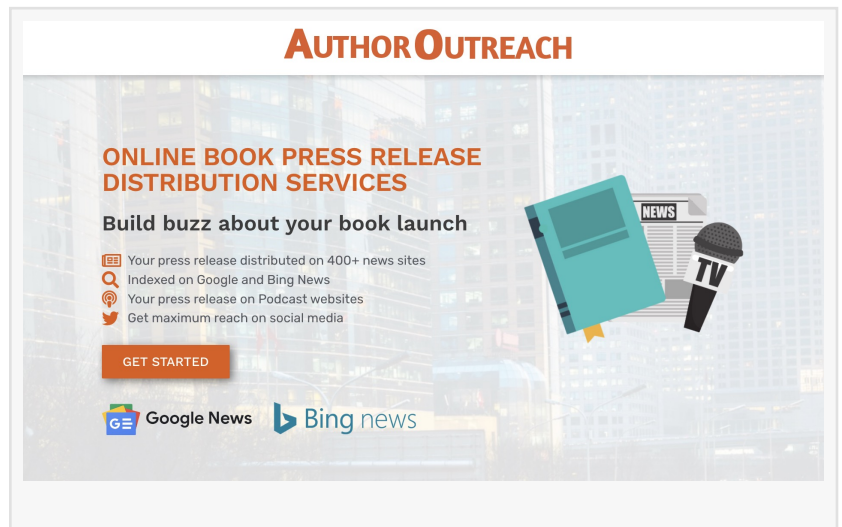 AUTHOROUTREACH
ONLINE BOOK PRESS RELEASE
DISTRIBUTION SERVICES
Build buzz about your book launch
Your press release distributed on 400+ news sites
Indexed on Google and Bing News
Your press release on Podcast websites
Get maximum reach on social media
GET STARTED
NEWS
TV
GE Google News
Bing news